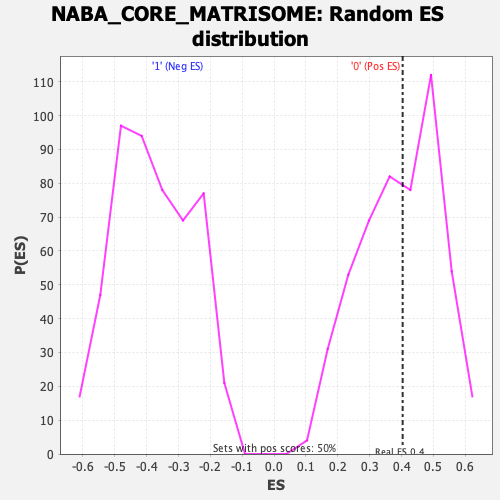 NABA_CORE_MATRISOME: Random ES
distribution
'1' (Neg ES)
'0' (Pos ES)
110
100
90
80
70
60
50
40
30
20
10
0
P(ES)
Sets with pos scores: 50%
Real ES 0.4
-0.6 -0.5 -0.4 -0.3 -0.2 -0.1 0.0 0.1 0.2 0.3 0.4 0.5 0.6
ES